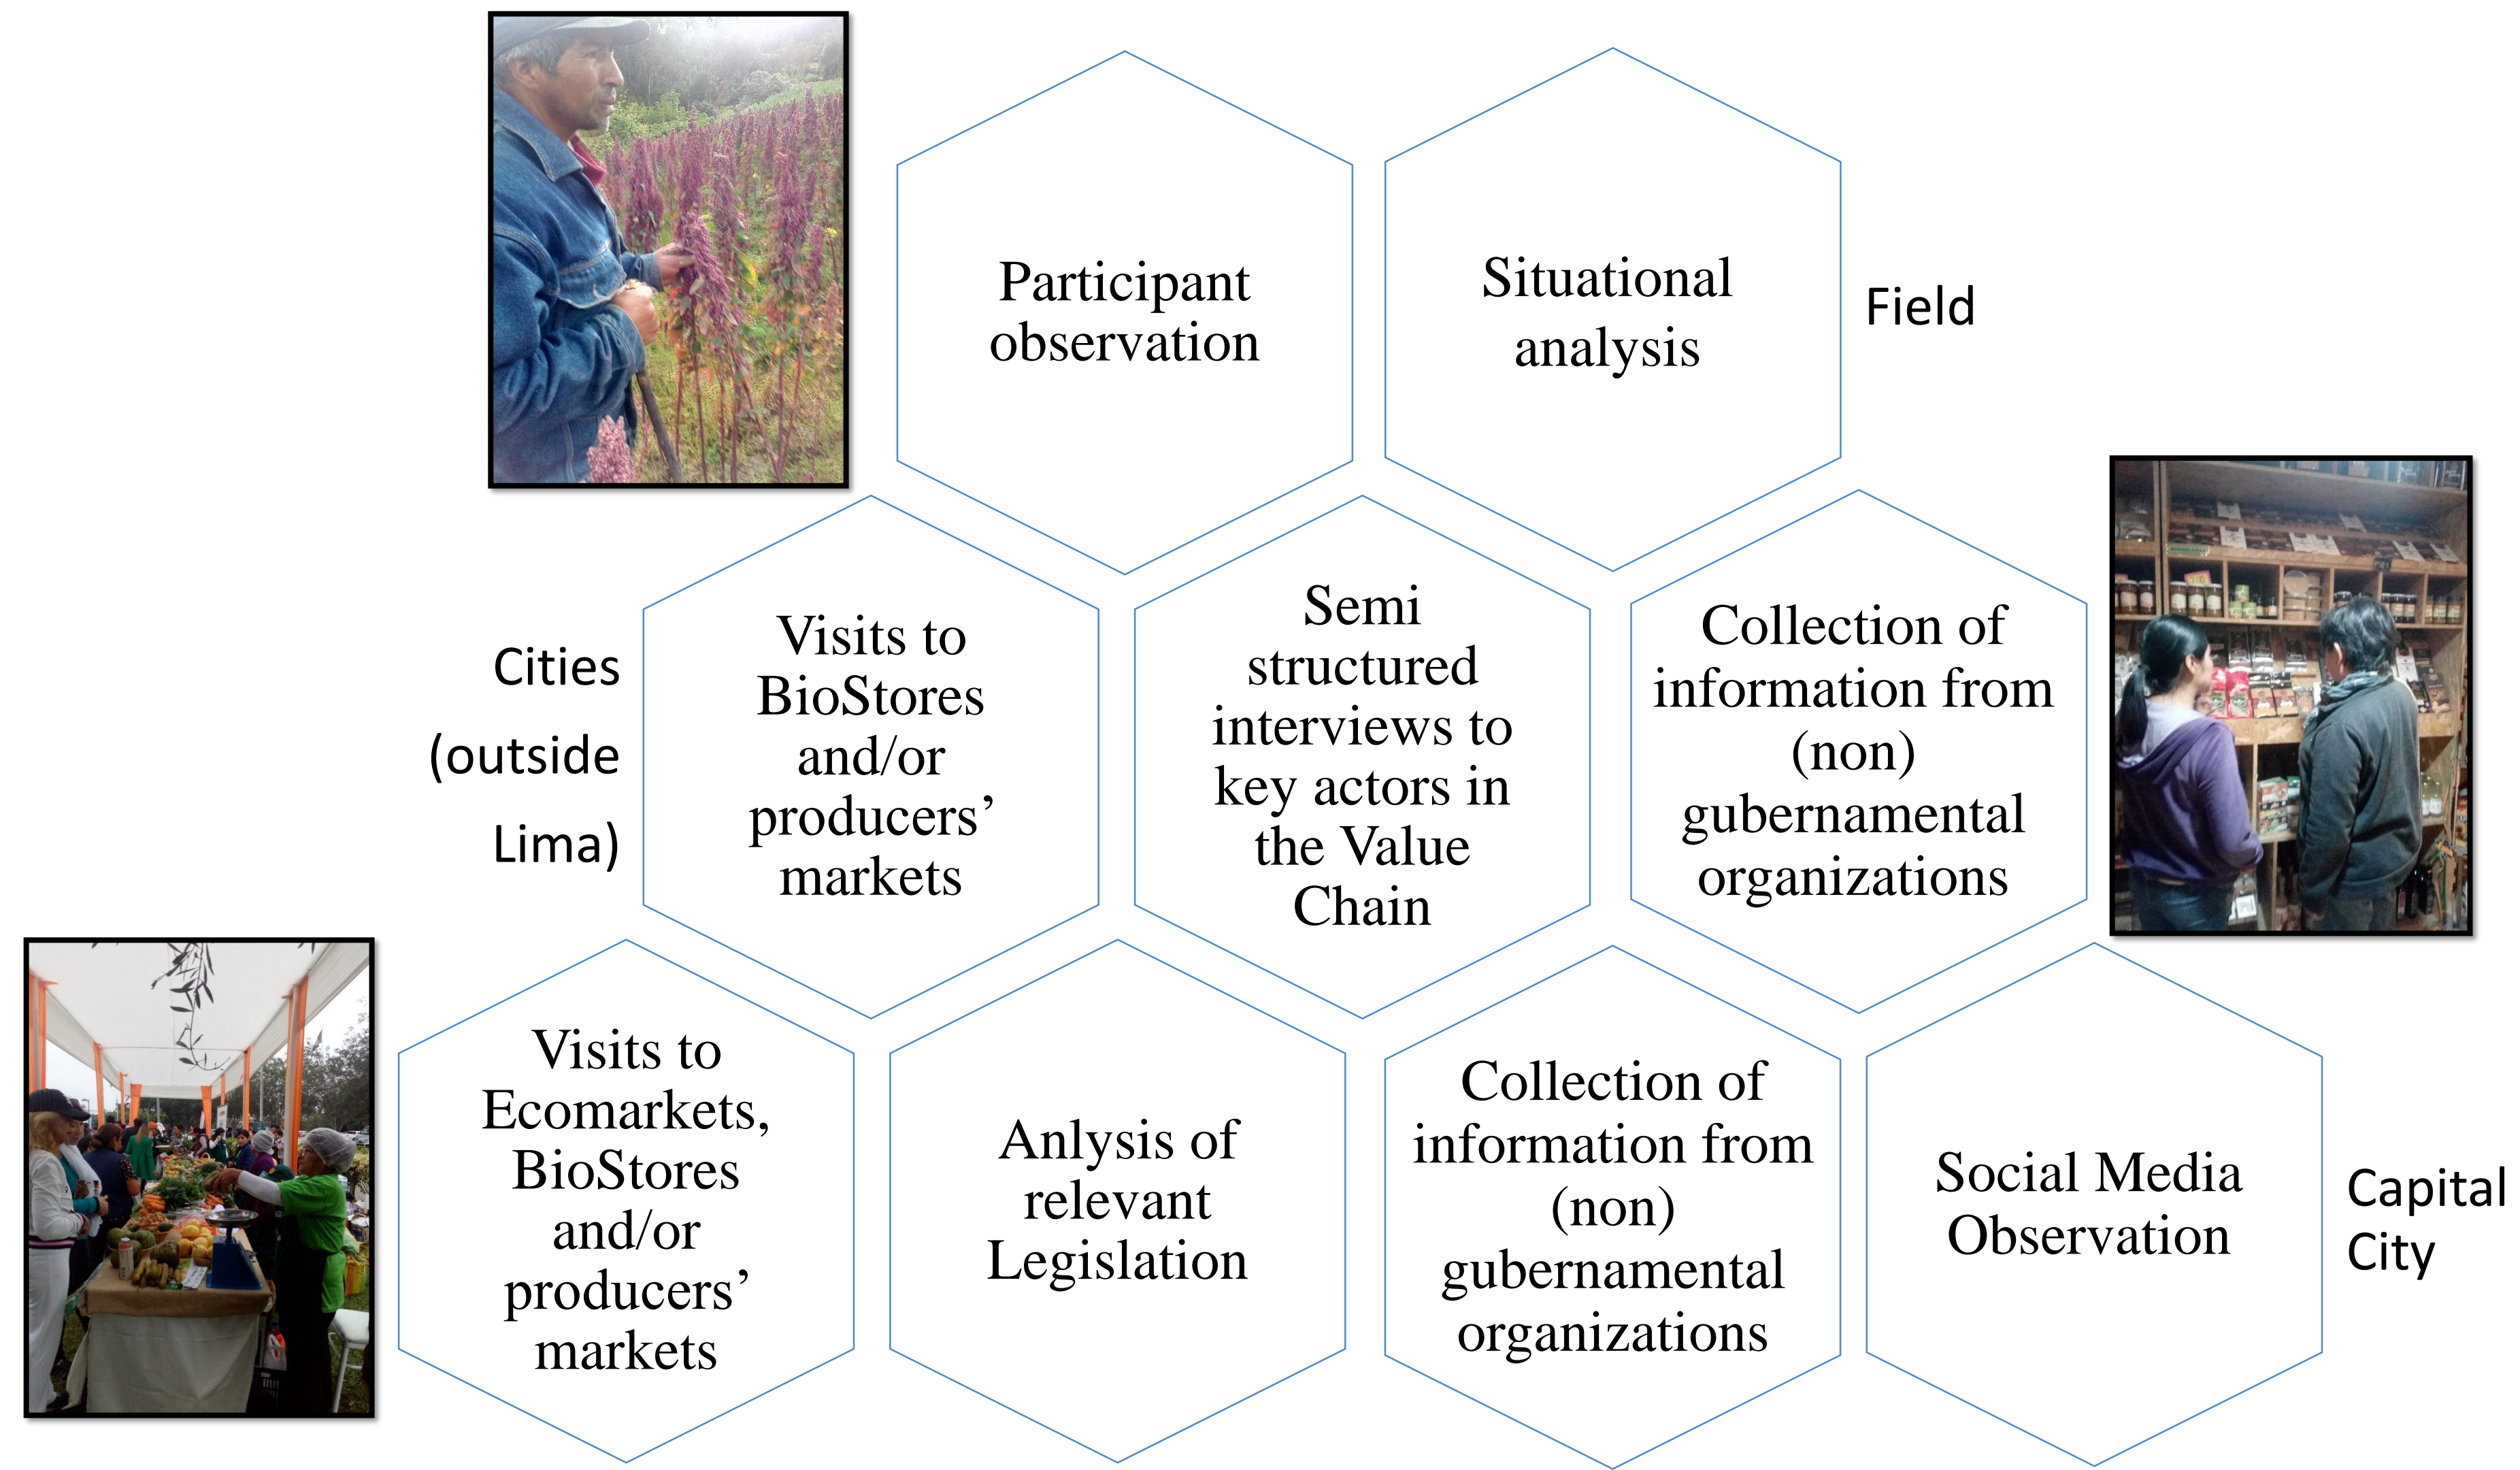 Participant
observation
Situational
analysis
Field
Cities
(outside
Lima)
Visits to
BioStores
and/or
producers’
markets
Semi
structured
interviews to
key actors in
the Value
Chain
Collection of
information from
(non)
gubernamental
organizations
Visits to
Ecomarkets,
BioStores
and/or
producers’
markets
Anlysis of
relevant
Legislation
Collection of
information from
(non)
gubernamental
organizations
Social Media
Observation
Capital
City